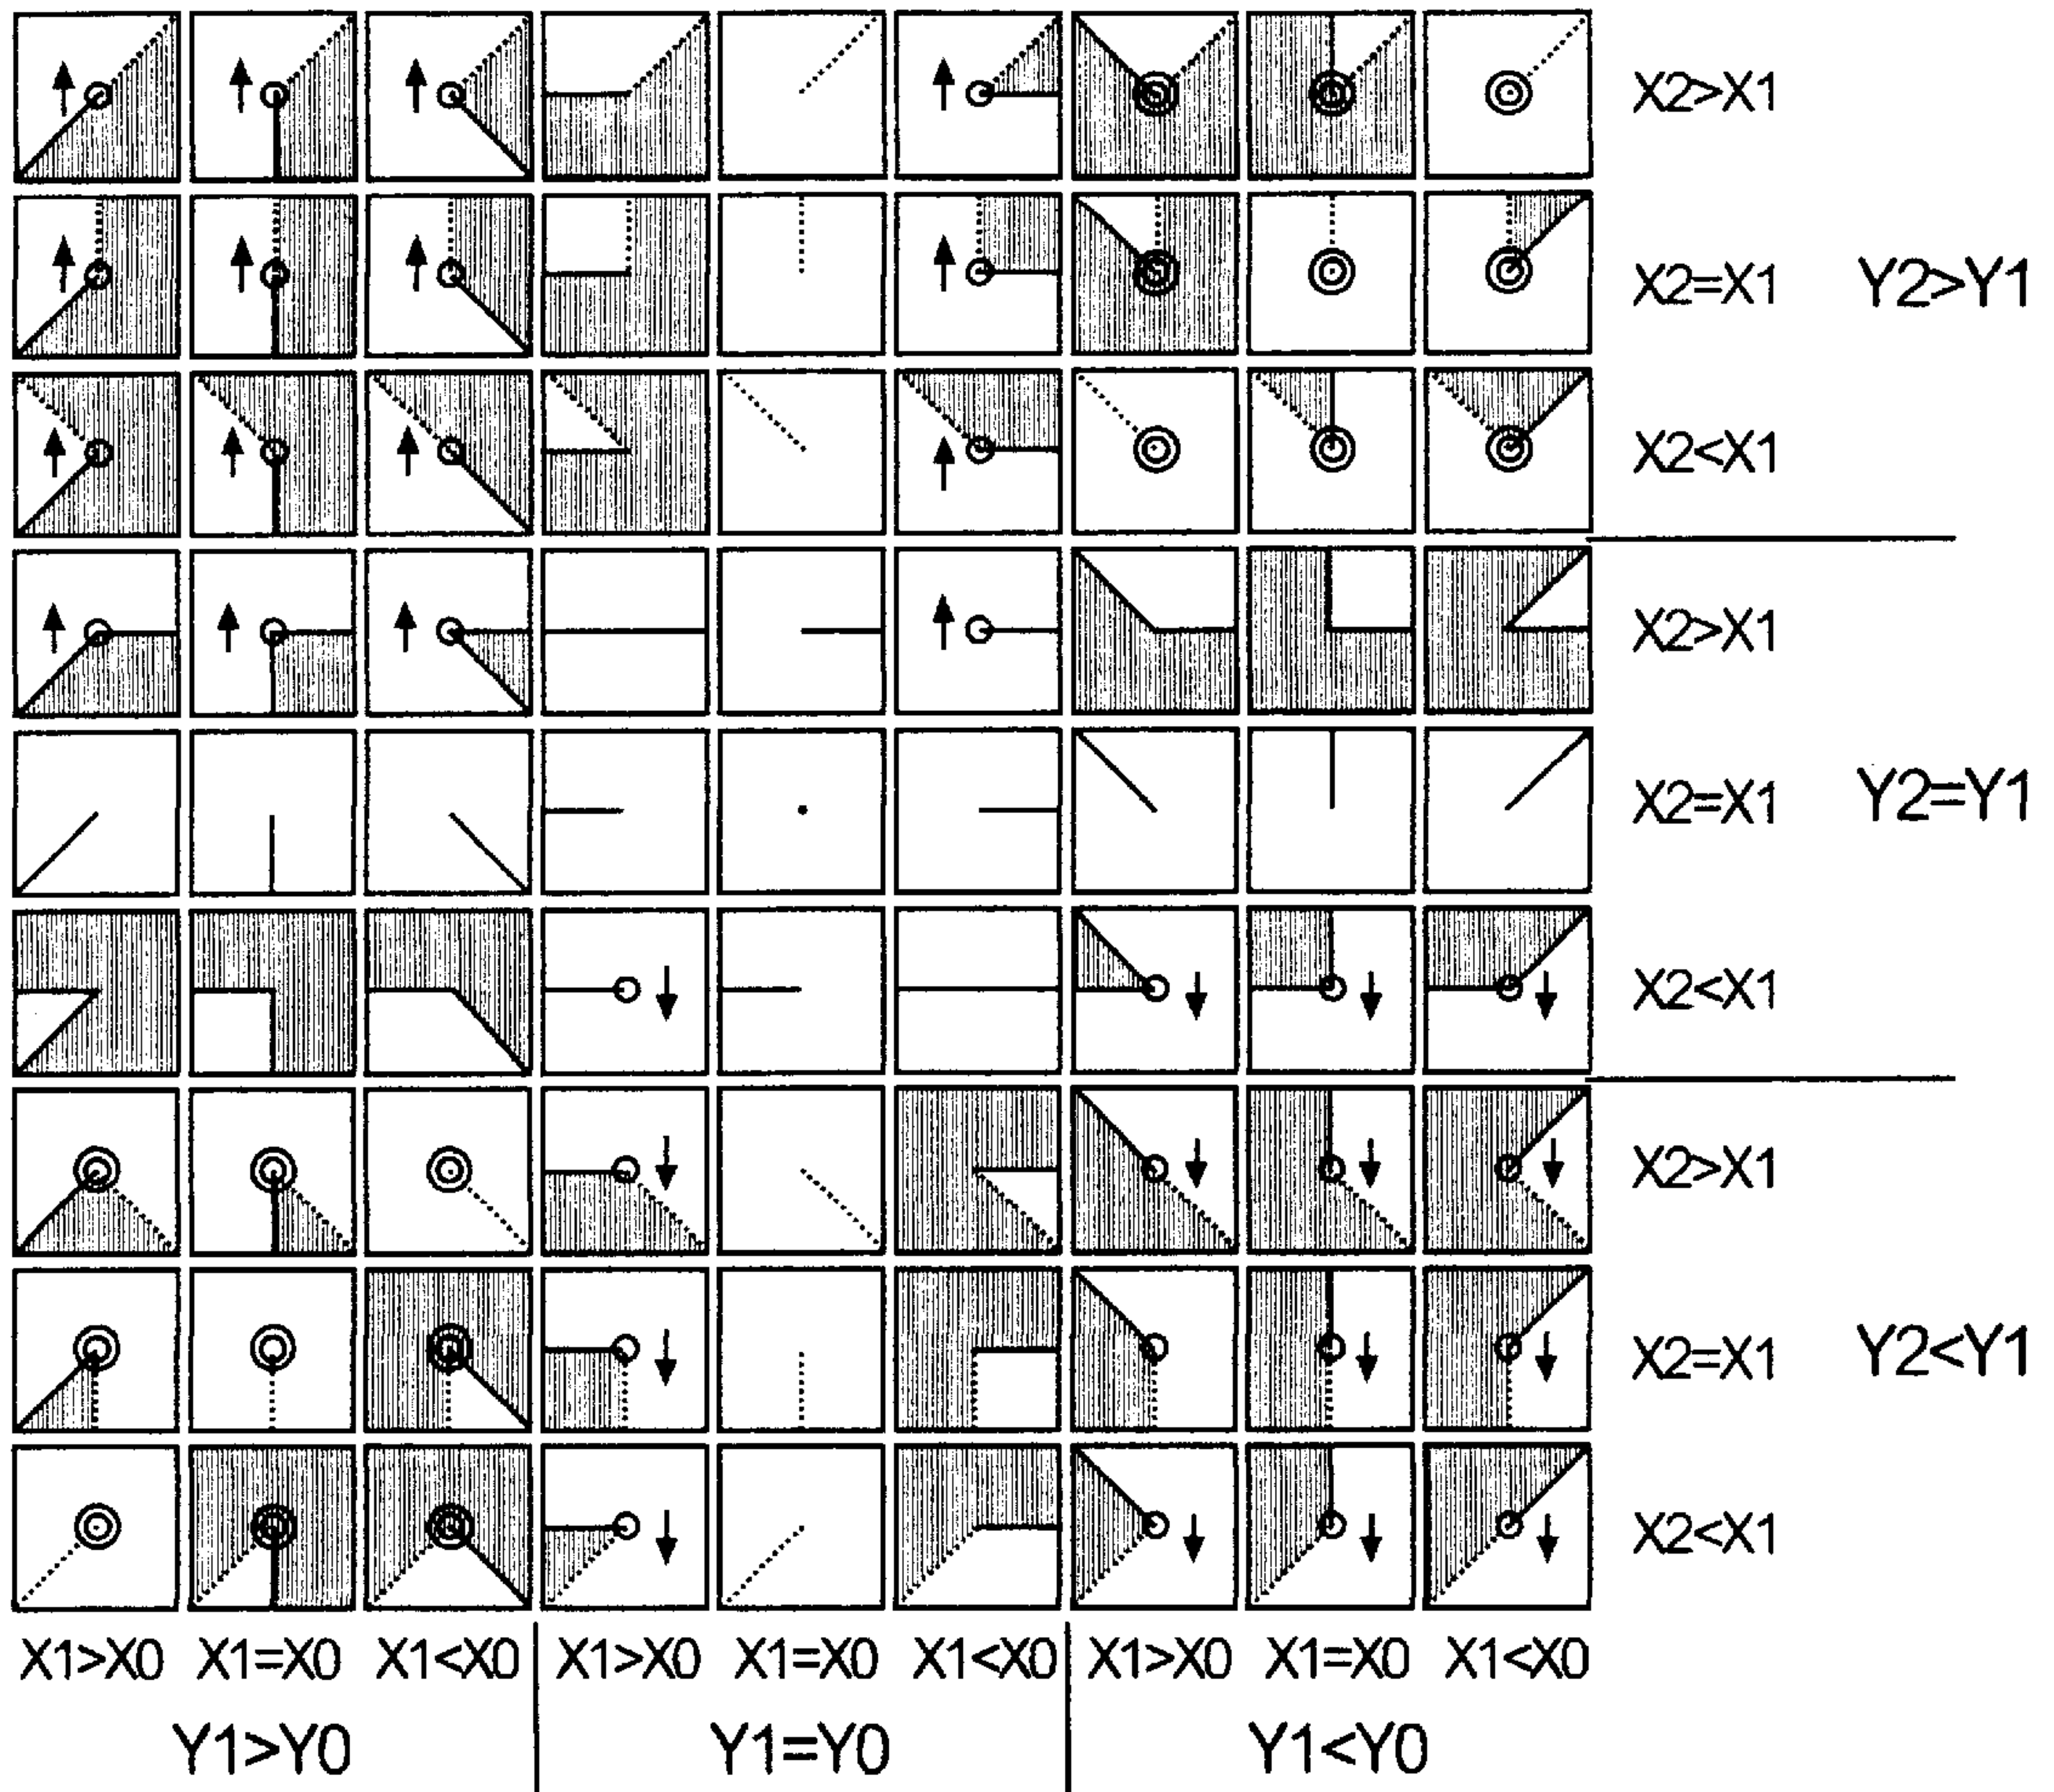 X2>X1
X2=X1 Y2>Y1
X2<X1
X2>X1
X2=X1 Y2=Y1
X2<X1
X2>X1
X2=X1 Y2<Y1
X2<X1
X1>X0 X1=X0 X1<X0 X1>X0 X1=X0 X1<X0 X1>X0 X1=X0 X1<X0
Y1>Y0 Y1=Y0 Y1<Y0